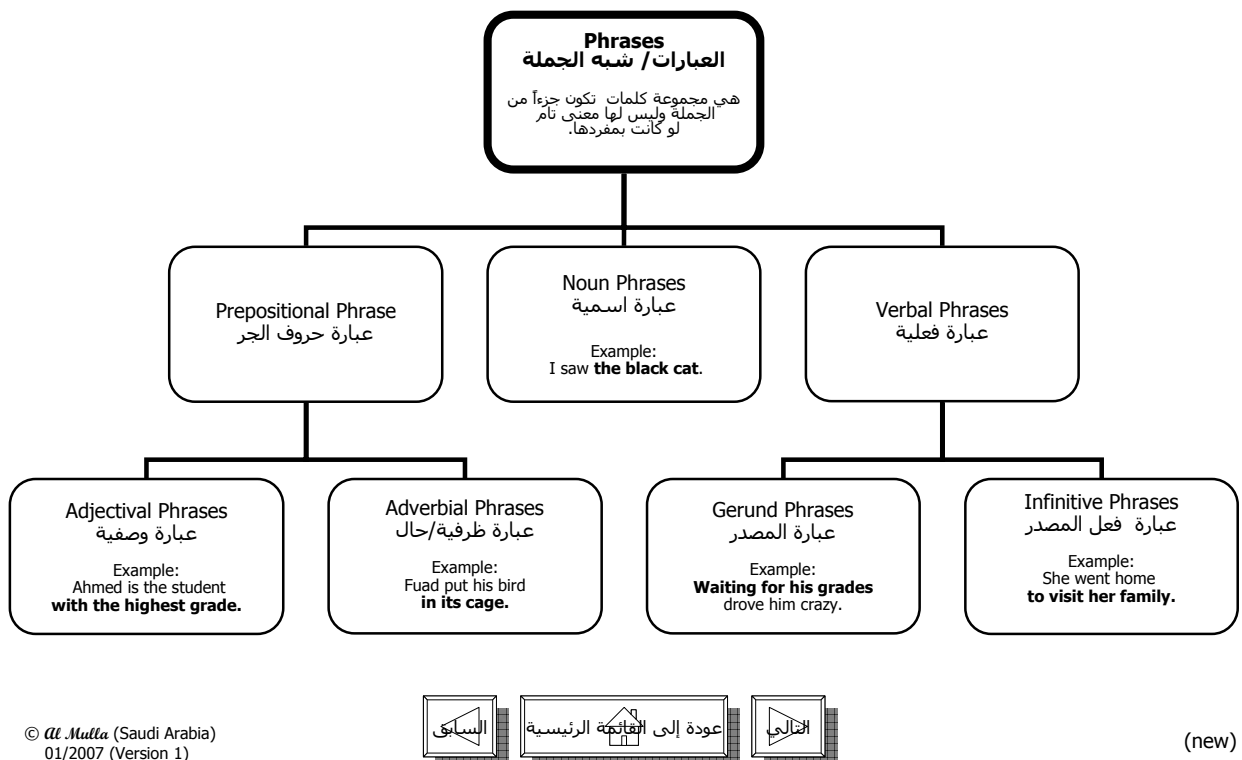 Phrases
العبارات/ شبه الجملة
هي مجموعة كلمات تكون جزءاً من
الجملة وليس لها معنى تام
لو كانت بمفردها.
Prepositional Phrase
عبارة حروف الجر
Noun Phrases
عبارة اسمية
Example:
I saw the black cat.
Verbal Phrases
عبارة فعلية
Adjectival Phrases
عبارة وصفية
Example:
Ahmed is the student
with the highest grade.
Adverbial Phrases
عبارة ظرفية/حال
Example:
Fuad put his bird
in its cage.
Gerund Phrases
عبارة المصدر
Example:
Waiting for his grades
drove him crazy.
Infinitive Phrases
عبارة فعل المصدر
Example:
She went home
to visit her family.
© Al Mulla (Saudi Arabia)
01/2007 (Version 1)
السابق
عودة إلى القائمة الرئيسية
التالي
(new)